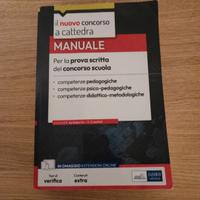 il nuovo concorso
a cattedra
MANUALE
Per la prova scritta
del concorso scuola
• competenze pedagogiche
• competenze psico-pedagogiche
• competenze didattico-metodologiche
IN OMAGGIO ESTENSIONI ONLINE
Test di
verifica
Contenuti
extra